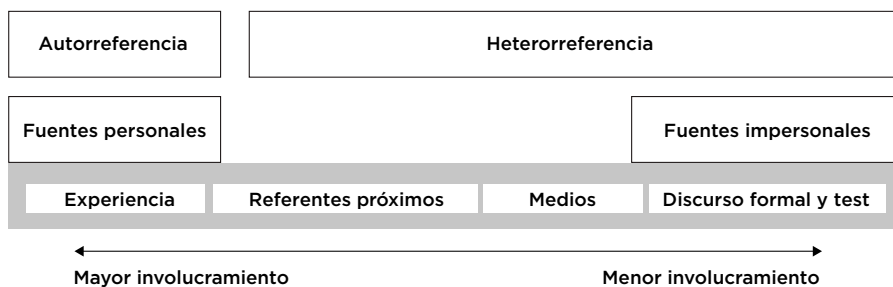 Autorreferencia
Heterorreferencia
Fuentes personales
Fuentes impersonales
Experiencia
Referentes próximos
Medios
Discurso formal y test
Mayor involucramiento
Menor involucramiento